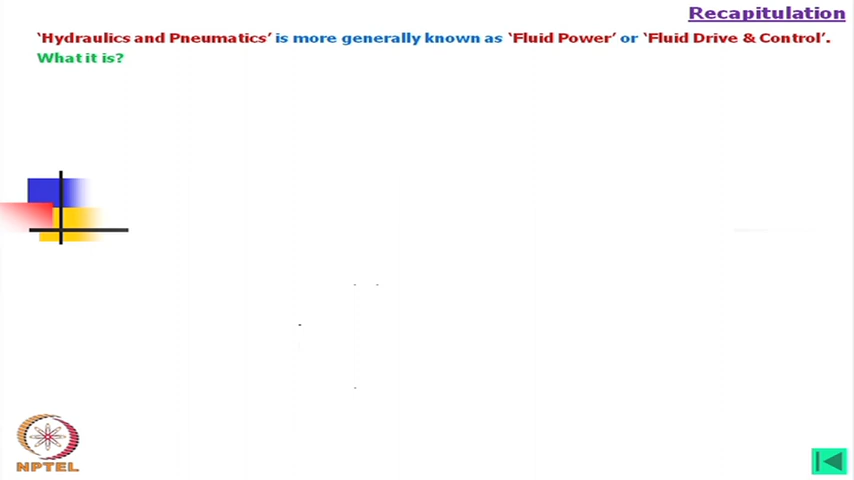 Recapitulation
‘Hydraulics and Pneumatics’ is more generally known as ‘Fluid Power’ or ‘Fluid Drive & Control’.
What it is?
NPTEL